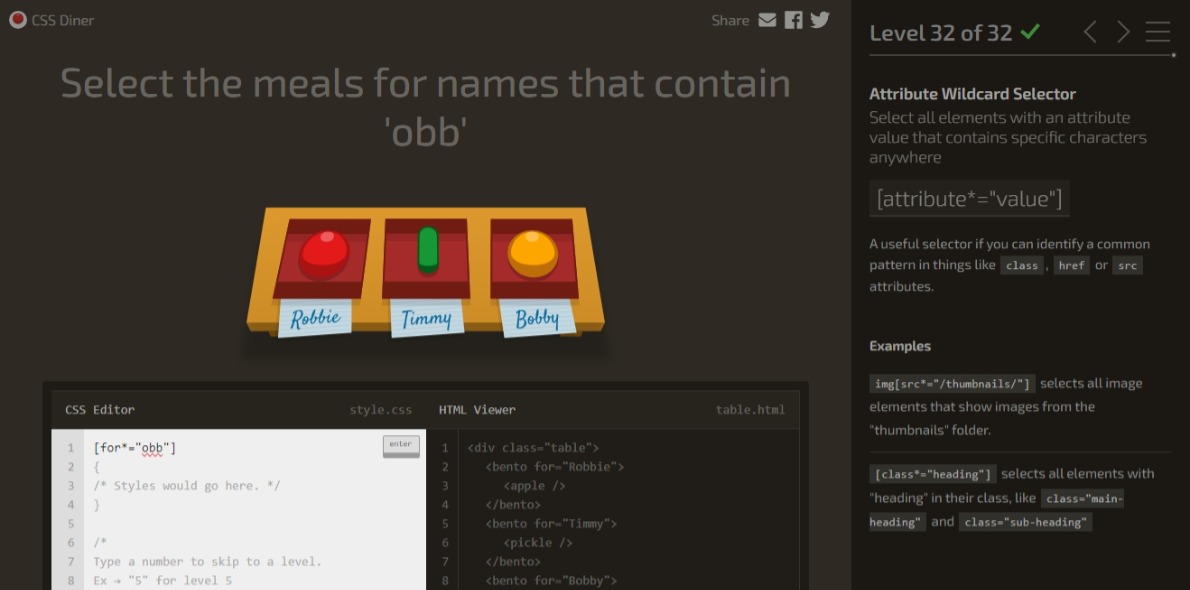 CSS Diner
Share
Select the meals for names that contain
'obb'
Robbie
Timmy
Bobby
CSS Editor
style.css
1 [for*="obb"]
enter
2 {
3 /* Styles would go here. */
4 }
5
6 /*
7 Type a number to skip to a level.
8 Ex → "5" for level 5
HTML Viewer
table.html
1 <div class="table">
2 <bento for="Robbie">
3 <apple />
4 </bento>
5 <bento for="Timmy">
6 <pickle />
7 </bento>
8 <bento for="Bobby">
Level 32 of 32
Attribute Wildcard Selector
Select all elements with an attribute
value that contains specific characters
anywhere
[attribute*="value"]
A useful selector if you can identify a common
pattern in things like class , href or src
attributes.
Examples
img[src*="/thumbnails/"] selects all image
elements that show images from the
"thumbnails" folder.
[class*="heading"] selects all elements with
"heading" in their class, like class="main-
heading" and class="sub-heading"